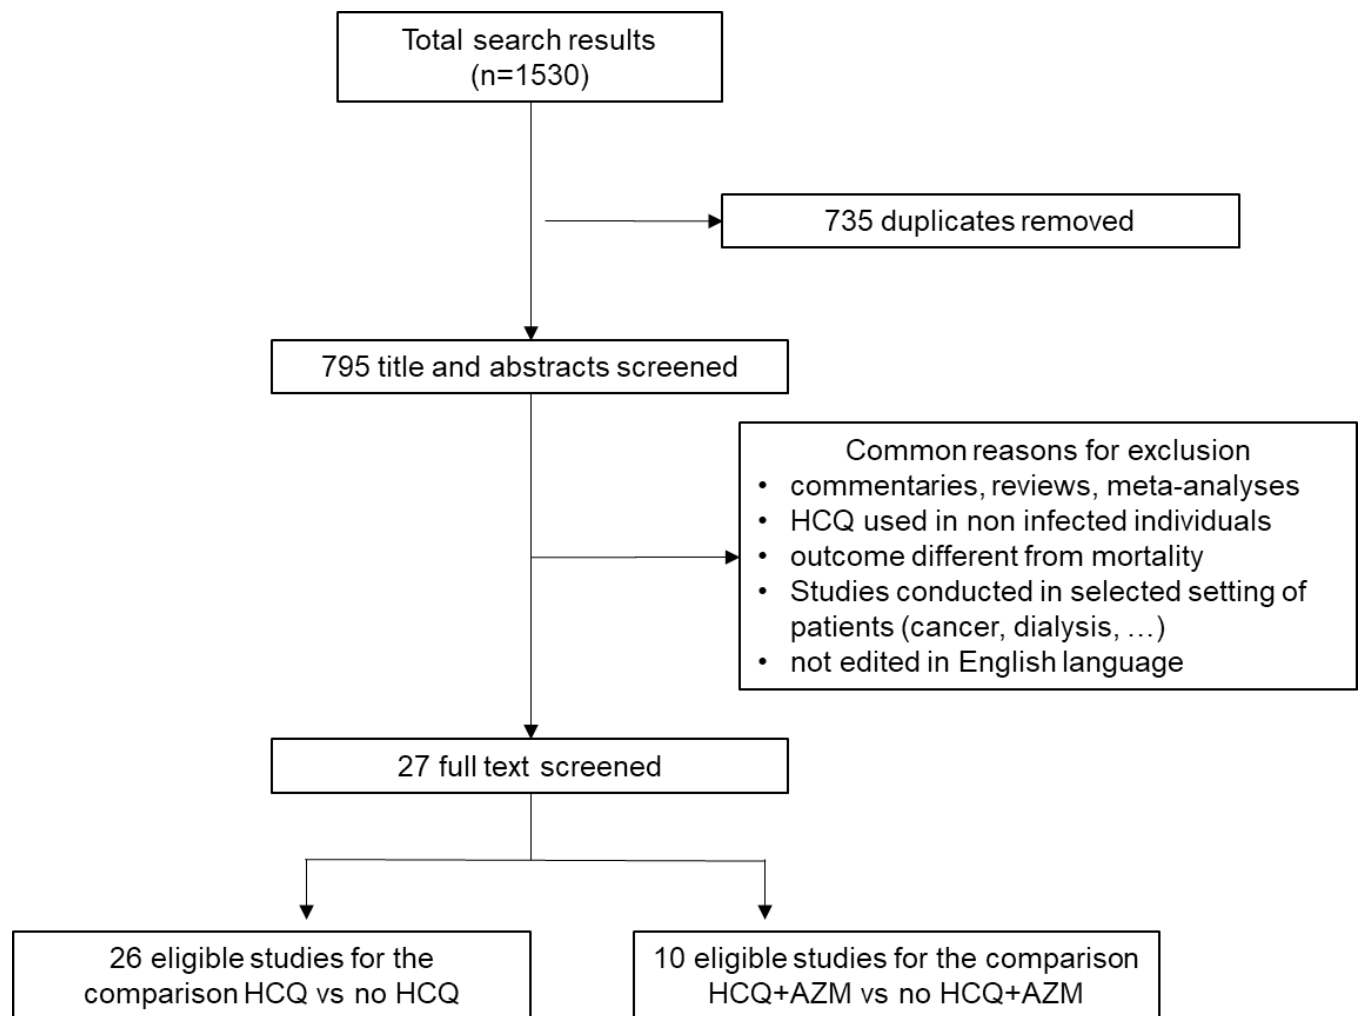 Total search results
(n=1530)
735 duplicates removed
795 title and abstracts screened
Common reasons for exclusion
• commentaries, reviews, meta-analyses
• HCQ used in non infected individuals
• outcome different from mortality
• Studies conducted in selected setting of
patients (cancer, dialysis, …)
• not edited in English language
27 full text screened
26 eligible studies for the
comparison HCQ vs no HCQ
10 eligible studies for the comparison
HCQ+AZM vs no HCQ+AZM